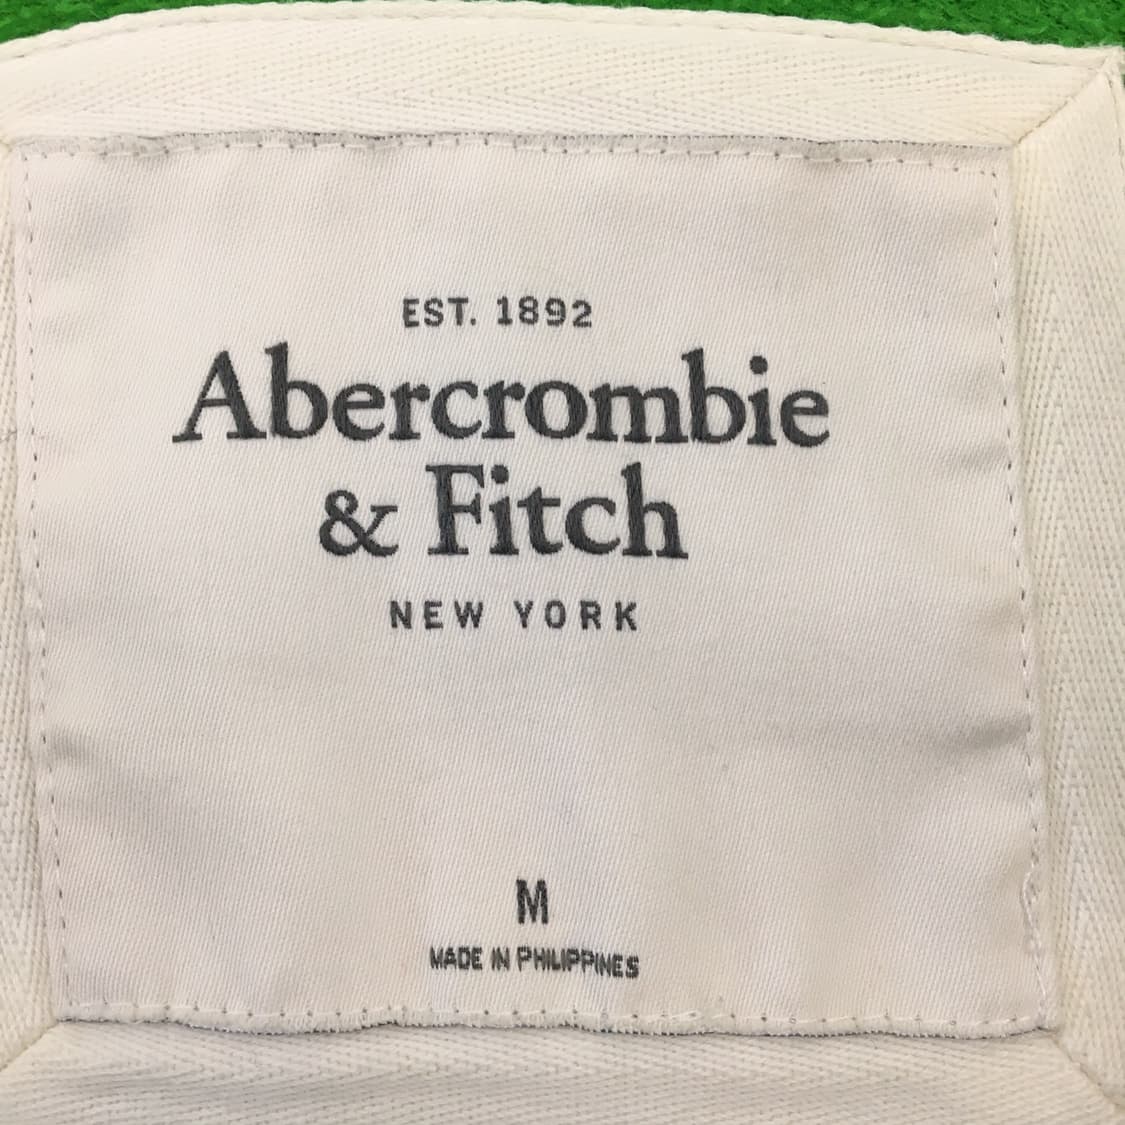 EST. 1892
Abercrombie
& Fitch
NEW YORK
M
MADE IN PHILIPPINES